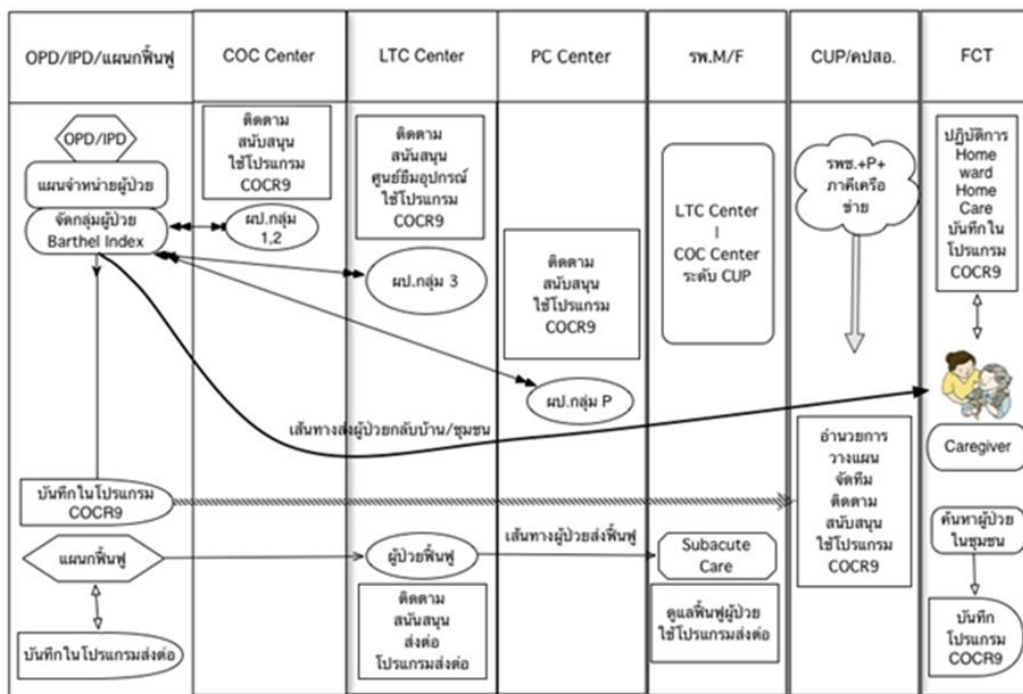 OPD/IPD/แผนกฟื้นฟู
COC Center
LTC Center
PC Center
รพ.M/F
CUP/คปสอ.
FCT
OPD/IPD
แผนจำหน่ายผู้ป่วย
จัดกลุ่มผู้ป่วย
Barthel Index
บันทึกในโปรแกรม
COCR9
แผนกฟื้นฟู
บันทึกในโปรแกรมส่งต่อ
ติดตาม
สนับสนุน
ใช้โปรแกรม
COCR9
ผป.กลุ่ม
1,2
เส้นทางส่งผู้ป่วยกลับบ้าน/ชุมชน
ติดตาม
สนันสนุน
ศูนย์ยืมอุปกรณ์
ใช้โปรแกรม
COCR9
ผป.กลุ่ม 3
ผู้ป่วยฟื้นฟู
ติดตาม
สนันสนุน
ส่งต่อ
โปรแกรมส่งต่อ
ติดตาม
สนับสนุน
ใช้โปรแกรม
COCR9
ผป.กลุ่ม P
เส้นทางผู้ป่วยส่งฟื้นฟู
LTC Center
|
COC Center
ระดับ CUP
Subacute
Care
ดูแลฟื้นฟูผู้ป่วย
ใช้โปรแกรมส่งต่อ
รพช.+P+
ภาคีเครือ
ข่าย
อำนวยการ
วางแผน
จัดทีม
ติดตาม
สนับสนุน
ใช้โปรแกรม
COCR9
ปฏิบัติการ
Home
ward
Home
Care
บันทึกใน
โปรแกรม
COCR9
Caregiver
ค้นหาผู้ป่วย
ในชุมชน
บันทึก
โปรแกรม
COCR9